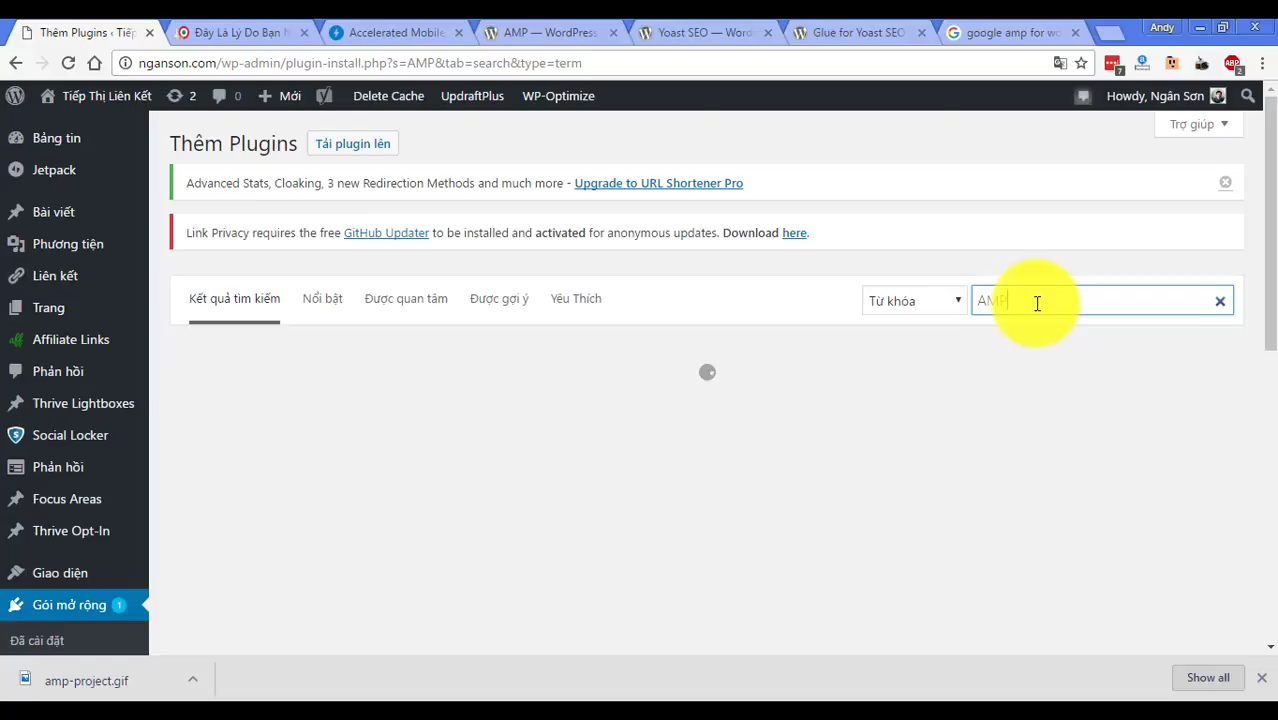 Thêm Plugins ‹ Tiếp
Đây Là Lý Do Bạn N
Accelerated Mobile
AMP — WordPress
Yoast SEO — Word
Glue for Yoast SEO
google amp for wo
Andy
nganson.com/wp-admin/plugin-install.php?s=AMP&tab=search&type=term
7
ABP
2
Tiếp Thị Liên Kết
2
0
Mới
Delete Cache
UpdraftPlus
WP-Optimize
Howdy, Ngân Sơn
Bảng tin
Jetpack
Bài viết
Phương tiện
Liên kết
Trang
Affiliate Links
Phản hồi
Thrive Lightboxes
Social Locker
Phản hồi
Focus Areas
Thrive Opt-In
Giao diện
Gói mở rộng 1
Đã cài đặt
Trợ giúp
Thêm Plugins
Tải plugin lên
Advanced Stats, Cloaking, 3 new Redirection Methods and much more - Upgrade to URL Shortener Pro
Link Privacy requires the free GitHub Updater to be installed and activated for anonymous updates. Download here.
Kết quả tìm kiếm
Nổi bật
Được quan tâm
Được gợi ý
Yêu Thích
Từ khóa
AMP
amp-project.gif
Show all